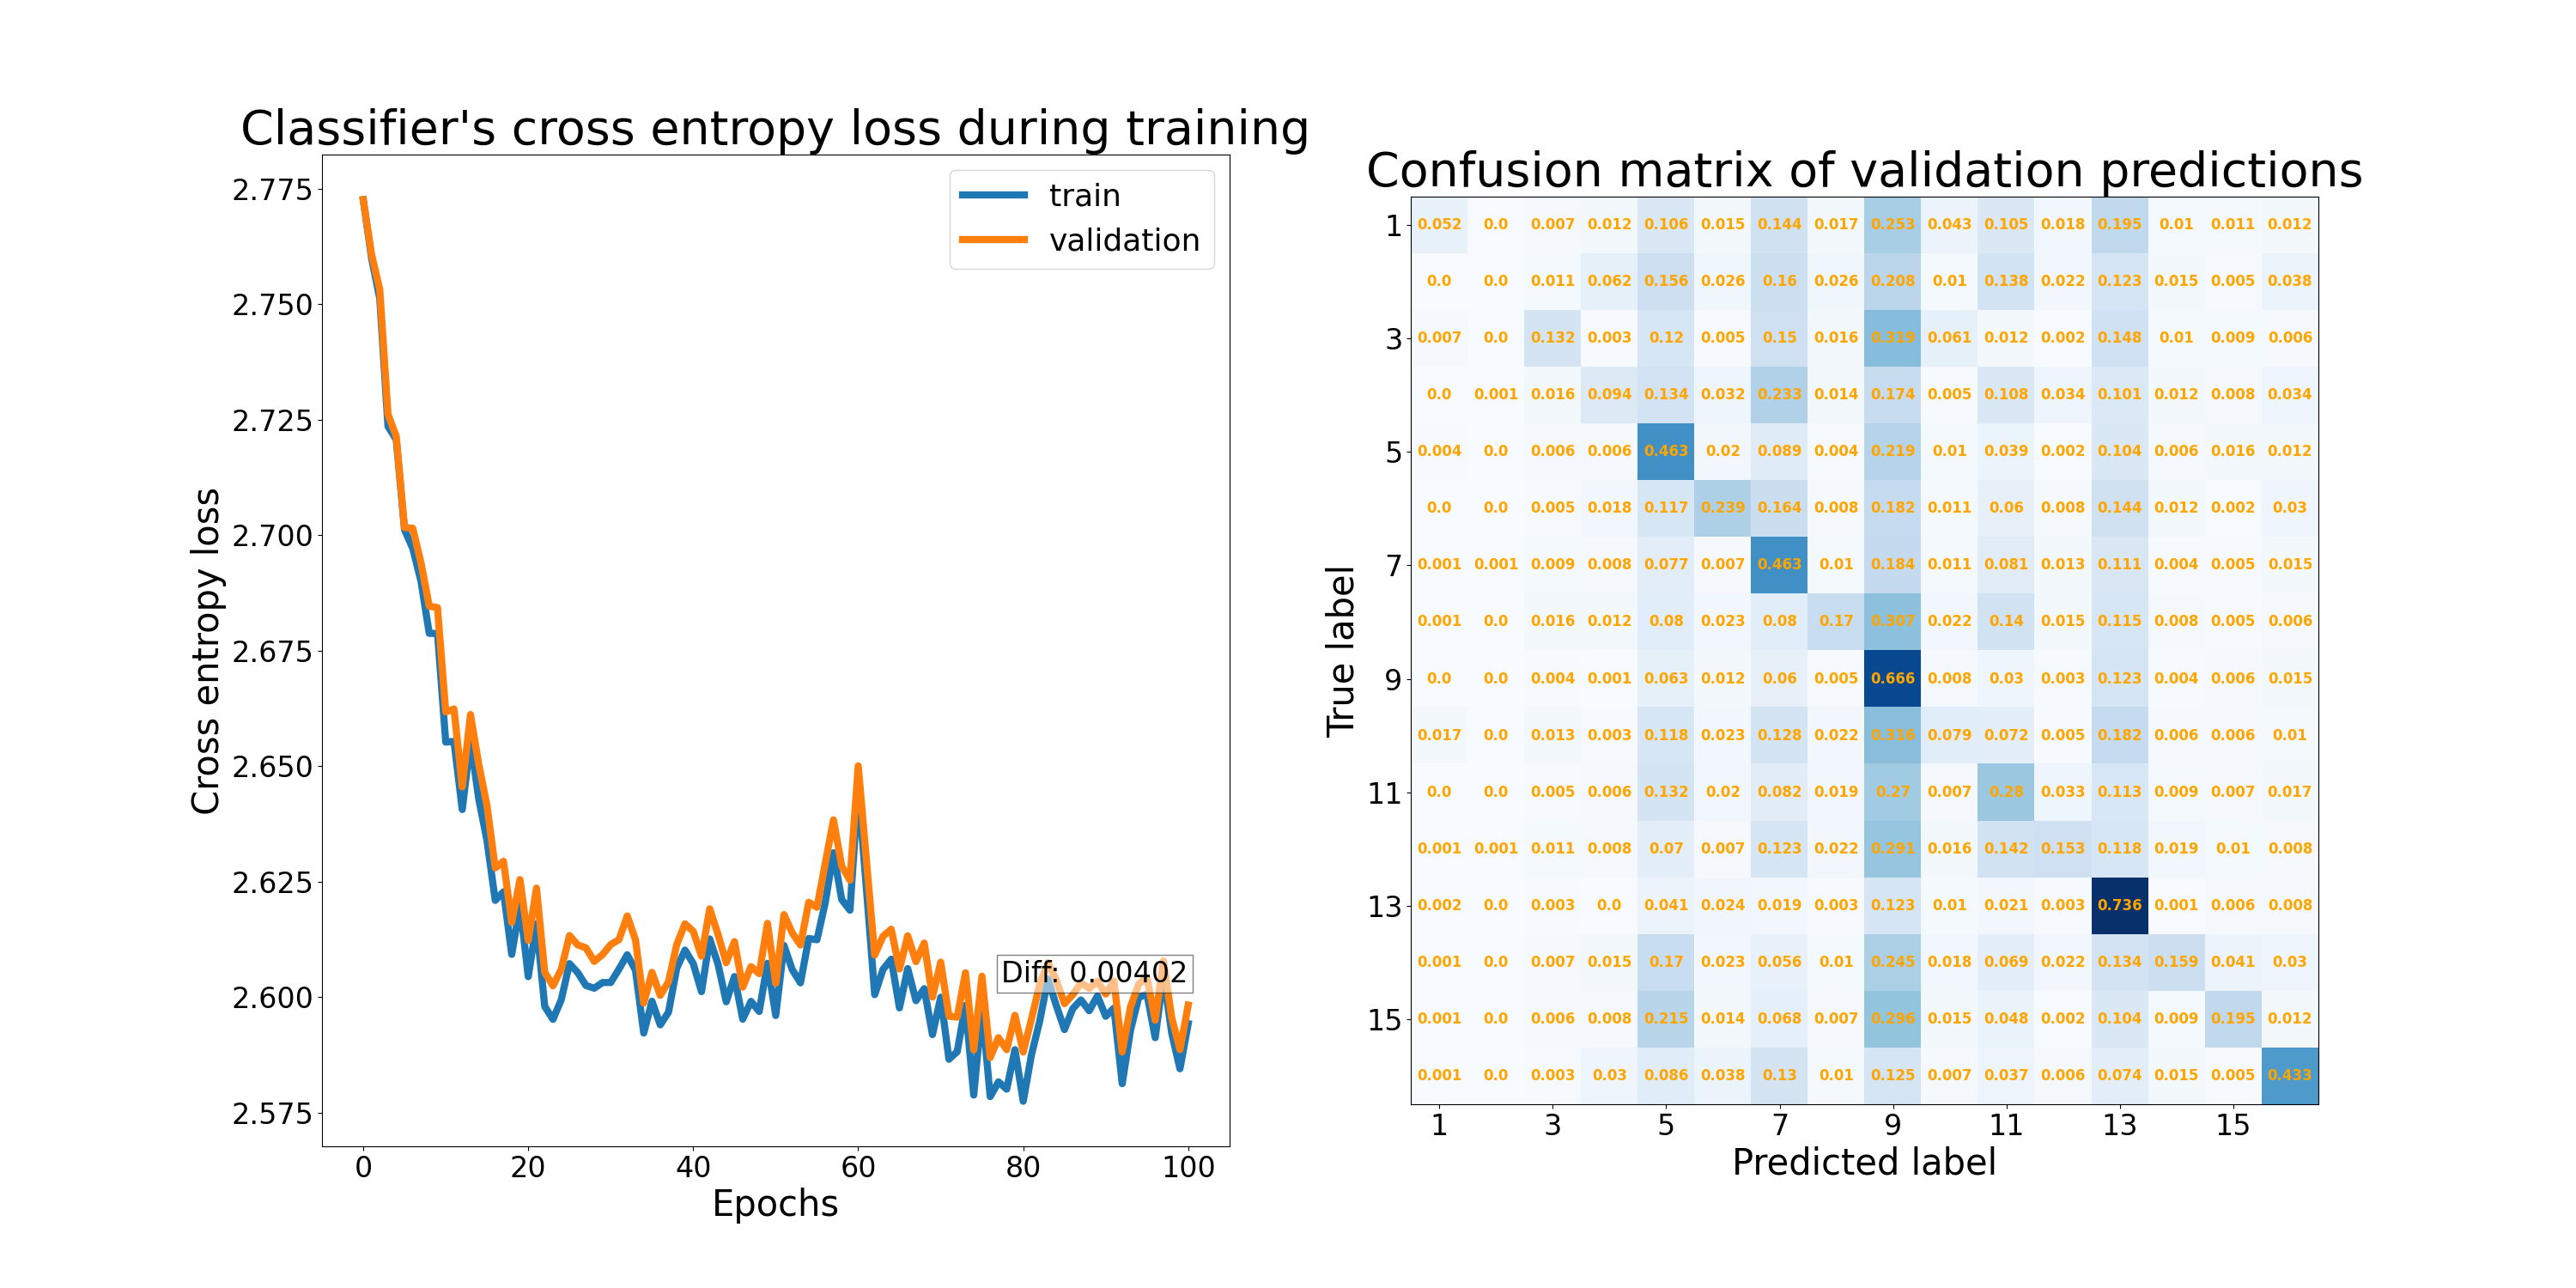 Classifier's cross entropy loss during training
train
validation
2.775
2.750
2.725
2.700
2.675
2.650
2.625
2.600
2.575
Cross entropy loss
Diff: 0.00402
0 20 40 60 80 100
Epochs
Confusion matrix of validation predictions
True label
1 0.052 0.0 0.007 0.012 0.106 0.015 0.144 0.017 0.253 0.043 0.105 0.018 0.195 0.01 0.011 0.012
0.0 0.0 0.011 0.062 0.156 0.026 0.16 0.026 0.208 0.01 0.138 0.022 0.123 0.015 0.005 0.038
3 0.007 0.0 0.132 0.003 0.12 0.005 0.15 0.016 0.319 0.061 0.012 0.002 0.148 0.01 0.009 0.006
0.0 0.001 0.016 0.094 0.134 0.032 0.233 0.014 0.174 0.005 0.108 0.034 0.101 0.012 0.008 0.034
5 0.004 0.0 0.006 0.006 0.463 0.02 0.089 0.004 0.219 0.01 0.039 0.002 0.104 0.006 0.016 0.012
0.0 0.0 0.005 0.018 0.117 0.239 0.164 0.008 0.182 0.011 0.06 0.008 0.144 0.012 0.002 0.03
7 0.001 0.001 0.009 0.008 0.077 0.007 0.463 0.01 0.184 0.011 0.081 0.013 0.111 0.004 0.005 0.015
0.001 0.0 0.016 0.012 0.08 0.023 0.08 0.17 0.307 0.022 0.14 0.015 0.115 0.008 0.005 0.006
9 0.0 0.0 0.004 0.001 0.063 0.012 0.06 0.005 0.666 0.008 0.03 0.003 0.123 0.004 0.006 0.015
0.017 0.0 0.013 0.003 0.118 0.023 0.128 0.022 0.316 0.079 0.072 0.005 0.182 0.006 0.006 0.01
11 0.0 0.0 0.005 0.006 0.132 0.02 0.082 0.019 0.27 0.007 0.28 0.033 0.113 0.009 0.007 0.017
0.001 0.001 0.011 0.008 0.07 0.007 0.123 0.022 0.291 0.016 0.142 0.153 0.118 0.019 0.01 0.008
13 0.002 0.0 0.003 0.0 0.041 0.024 0.019 0.003 0.123 0.01 0.021 0.003 0.736 0.001 0.006 0.008
0.001 0.0 0.007 0.015 0.17 0.023 0.056 0.01 0.245 0.018 0.069 0.022 0.134 0.159 0.041 0.03
15 0.001 0.0 0.006 0.008 0.215 0.014 0.068 0.007 0.296 0.015 0.048 0.002 0.104 0.009 0.195 0.012
0.001 0.0 0.003 0.03 0.086 0.038 0.13 0.01 0.125 0.007 0.037 0.006 0.074 0.015 0.005 0.433
1 3 5 7 9 11 13 15
Predicted label